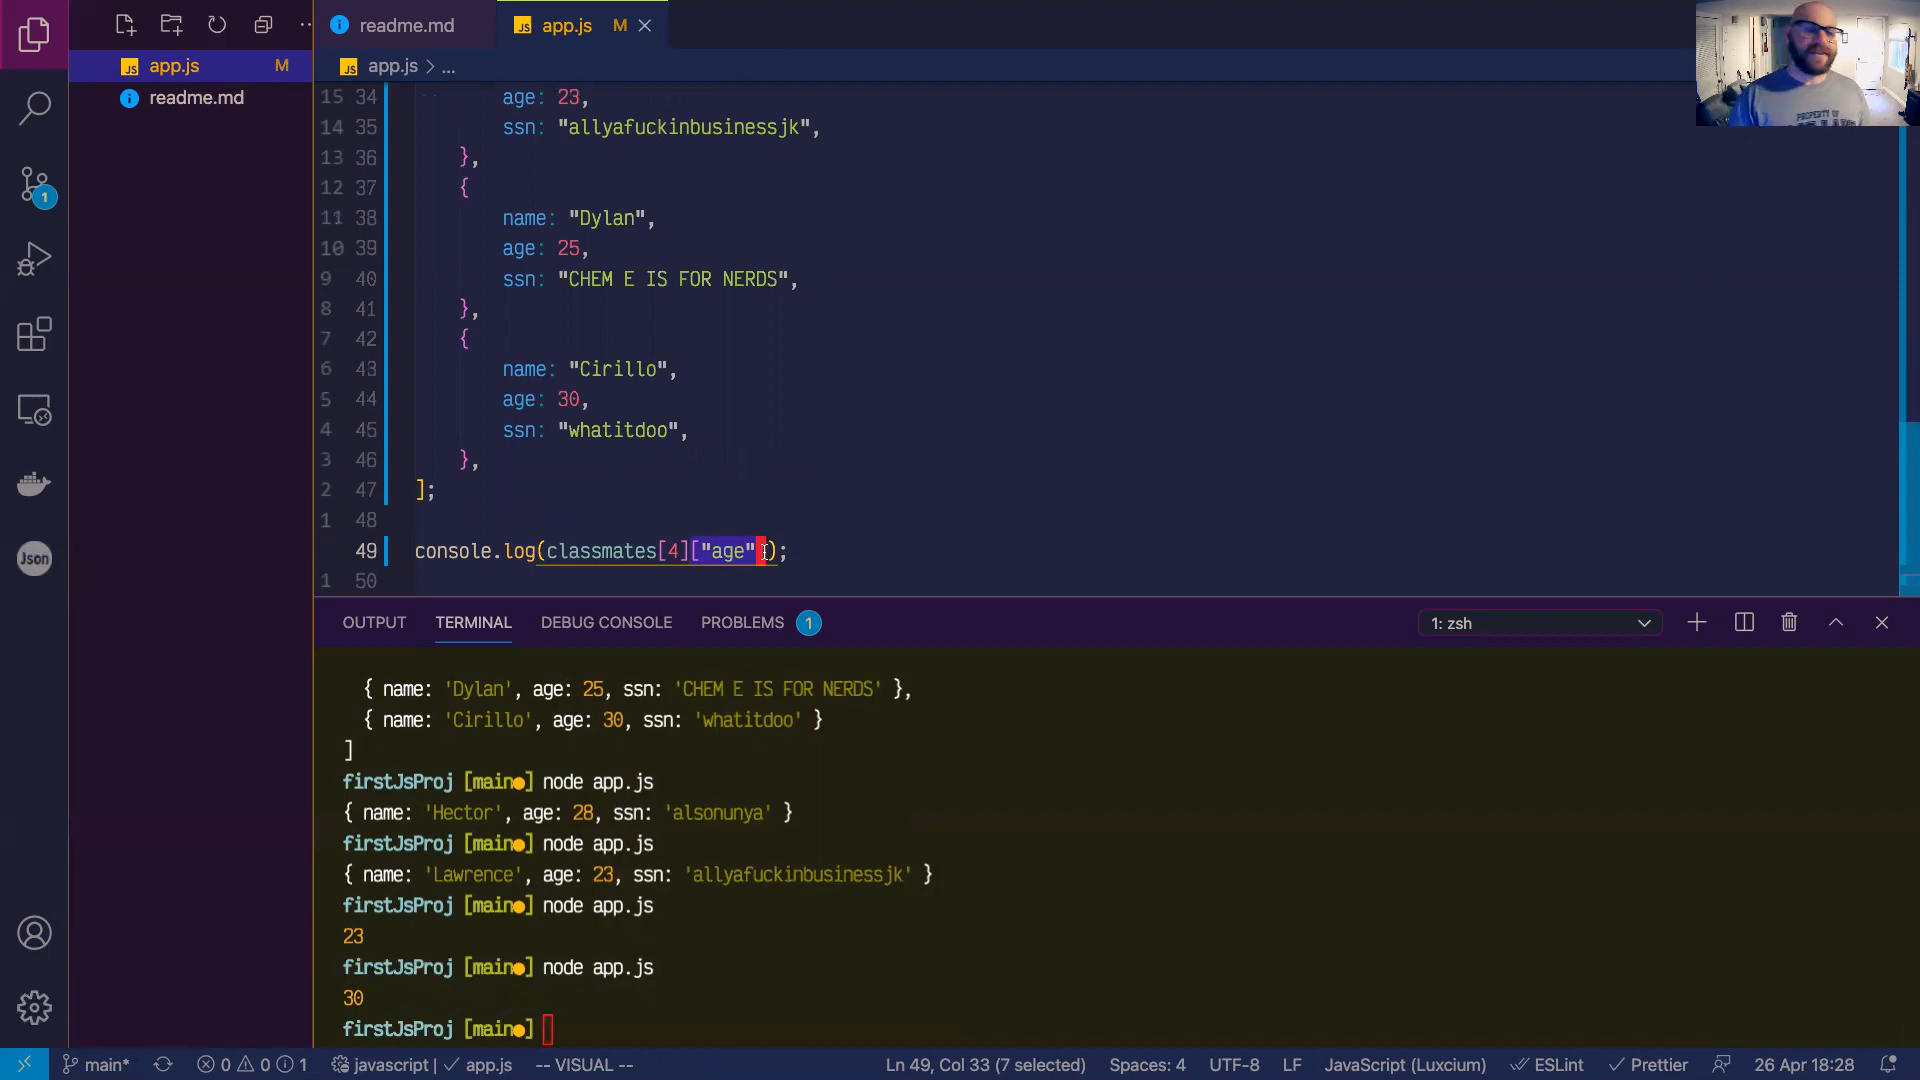 readme.md
app.js M
app.js M
readme.md
app.js > ...
15 34 age: 23,
14 35 ssn: "allyafuckinbusinessjk",
13 36 },
12 37 {
11 38 name: "Dylan",
10 39 age: 25,
9 40 ssn: "CHEM E IS FOR NERDS",
8 41 },
7 42 {
6 43 name: "Cirillo",
5 44 age: 30,
4 45 ssn: "whatitdoo",
3 46 },
2 47 ];
1 48
49 console.log(classmates[4]["age"]);
1 50
1
Json
OUTPUT TERMINAL DEBUG CONSOLE PROBLEMS 1
1: zsh
{ name: 'Dylan', age: 25, ssn: 'CHEM E IS FOR NERDS' },
{ name: 'Cirillo', age: 30, ssn: 'whatitdoo' }
]
firstJsProj [main●] node app.js
{ name: 'Hector', age: 28, ssn: 'alsonunya' }
firstJsProj [main●] node app.js
{ name: 'Lawrence', age: 23, ssn: 'allyafuckinbusinessjk' }
firstJsProj [main●] node app.js
23
firstJsProj [main●] node app.js
30
firstJsProj [main●]
main* 0 0 1 javascript | ✓ app.js -- VISUAL -- Ln 49, Col 33 (7 selected) Spaces: 4 UTF-8 LF JavaScript (Luxcium) ESLint Prettier 26 Apr 18:28
PROPERTY OF